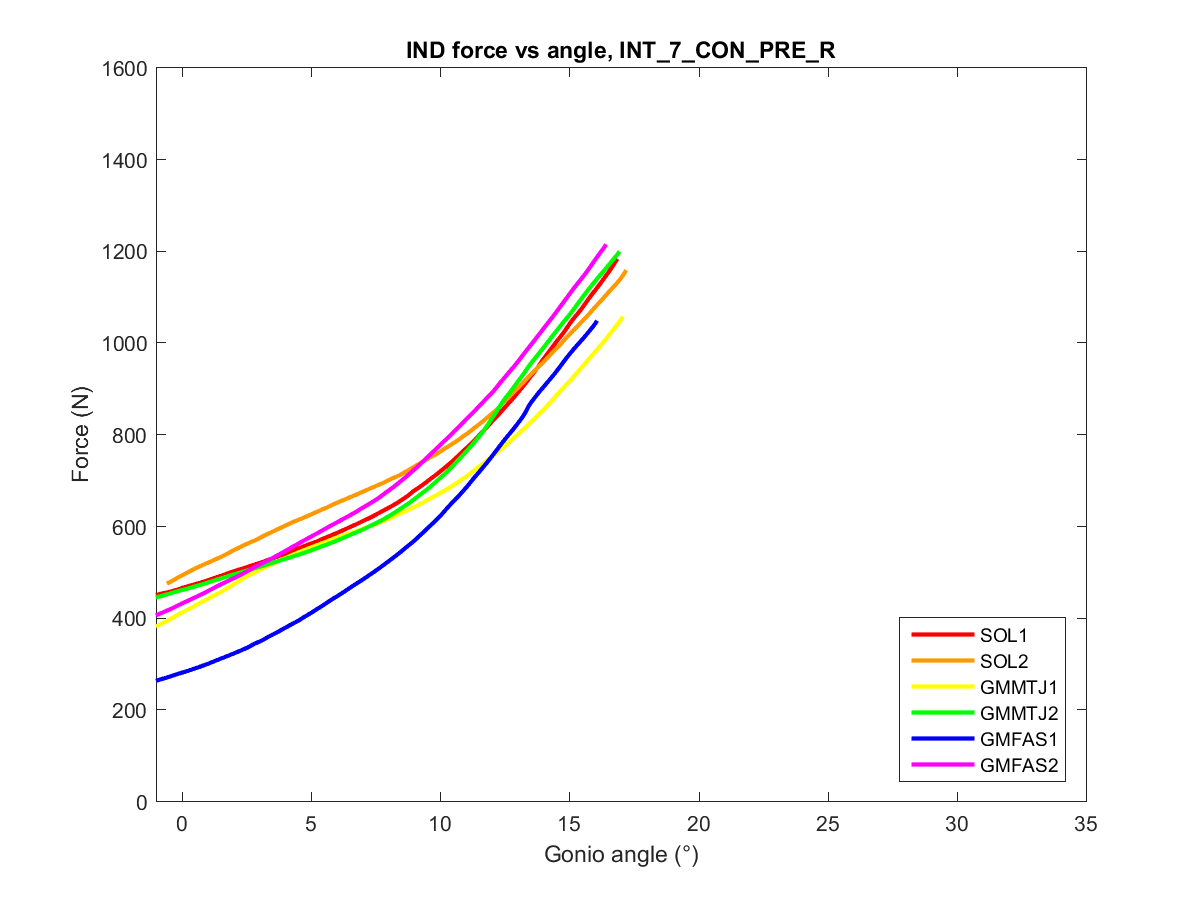 IND force vs angle, INT_7_CON_PRE_R
1600
1400
1200
1000
800
600
400
200
0
Force (N)
0 5 10 15 20 25 30 35
Gonio angle (°)
SOL1
SOL2
GMMTJ1
GMMTJ2
GMFAS1
GMFAS2